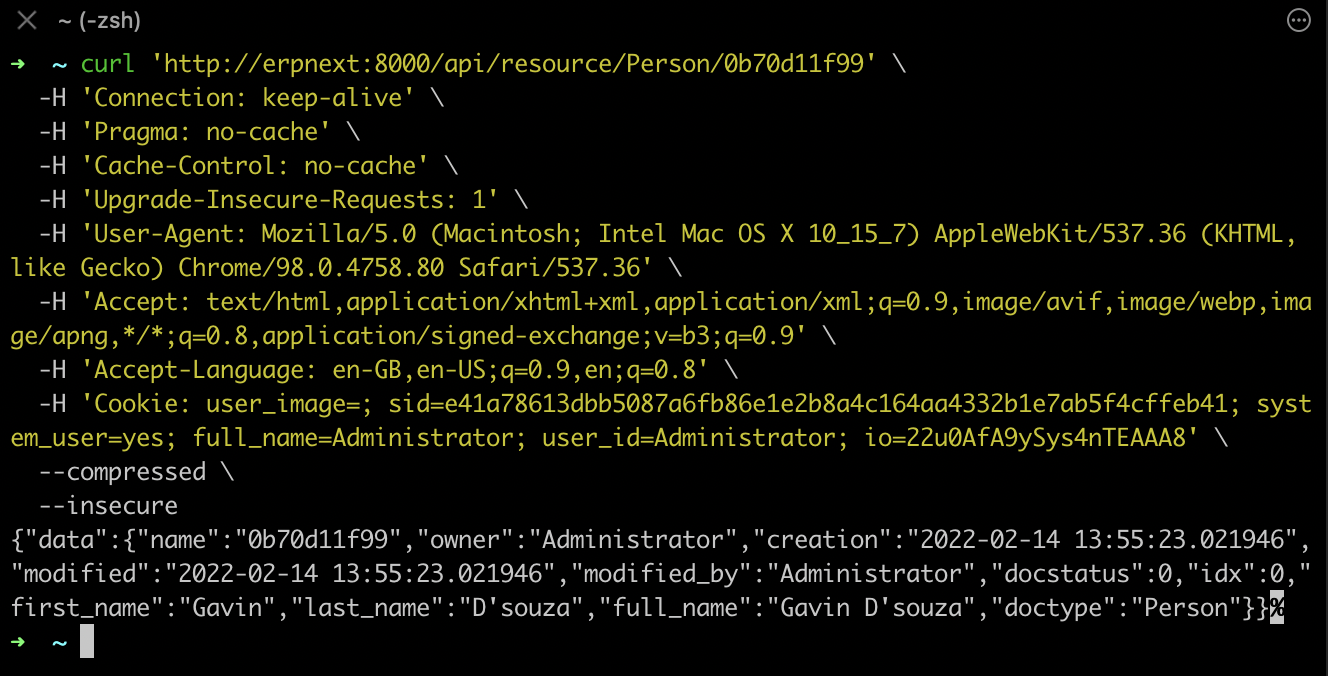 ~ (-zsh)
➜  ~ curl 'http://erpnext:8000/api/resource/Person/0b70d11f99' \
  -H 'Connection: keep-alive' \
  -H 'Pragma: no-cache' \
  -H 'Cache-Control: no-cache' \
  -H 'Upgrade-Insecure-Requests: 1' \
  -H 'User-Agent: Mozilla/5.0 (Macintosh; Intel Mac OS X 10_15_7) AppleWebKit/537.36 (KHTML,
like Gecko) Chrome/98.0.4758.80 Safari/537.36' \
  -H 'Accept: text/html,application/xhtml+xml,application/xml;q=0.9,image/avif,image/webp,ima
ge/apng,*/*;q=0.8,application/signed-exchange;v=b3;q=0.9' \
  -H 'Accept-Language: en-GB,en-US;q=0.9,en;q=0.8' \
  -H 'Cookie: user_image=; sid=e41a78613dbb5087a6fb86e1e2b8a4c164aa4332b1e7ab5f4cffeb41; syst
em_user=yes; full_name=Administrator; user_id=Administrator; io=22u0AfA9ySys4nTEAAA8' \
  --compressed \
  --insecure
{"data":{"name":"0b70d11f99","owner":"Administrator","creation":"2022-02-14 13:55:23.021946",
"modified":"2022-02-14 13:55:23.021946","modified_by":"Administrator","docstatus":0,"idx":0,"
first_name":"Gavin","last_name":"D'souza","full_name":"Gavin D'souza","doctype":"Person"}}%
➜  ~